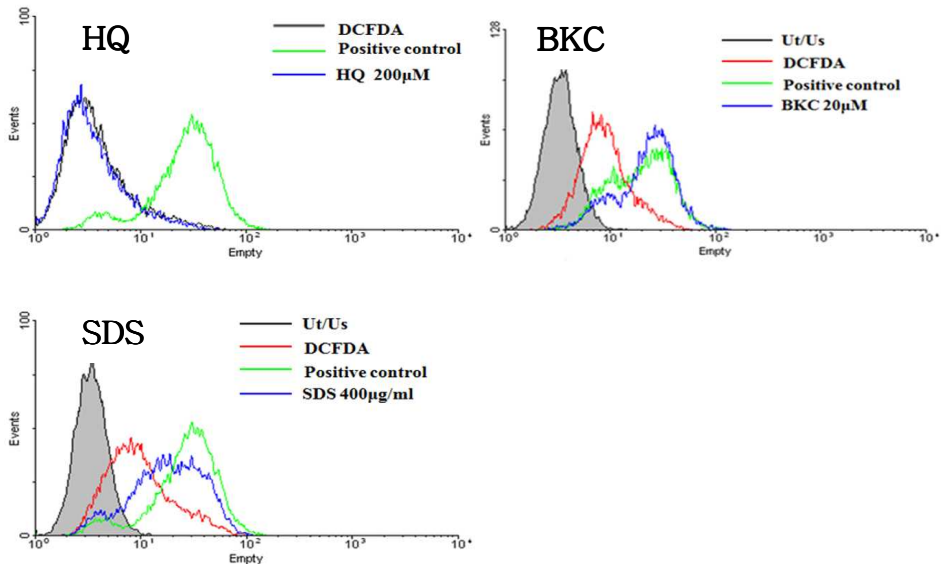 HQ
DCFDA
Positive control
HQ 200μM
100
Events
0
10⁰ 10¹ 10² 10³ 10⁴
Empty
BKC
Ut/Us
DCFDA
Positive control
BKC 20μM
128
Events
0
10⁰ 10¹ 10² 10³ 10⁴
Empty
SDS
Ut/Us
DCFDA
Positive control
SDS 400μg/ml
100
Events
0
10⁰ 10¹ 10² 10³ 10⁴
Empty